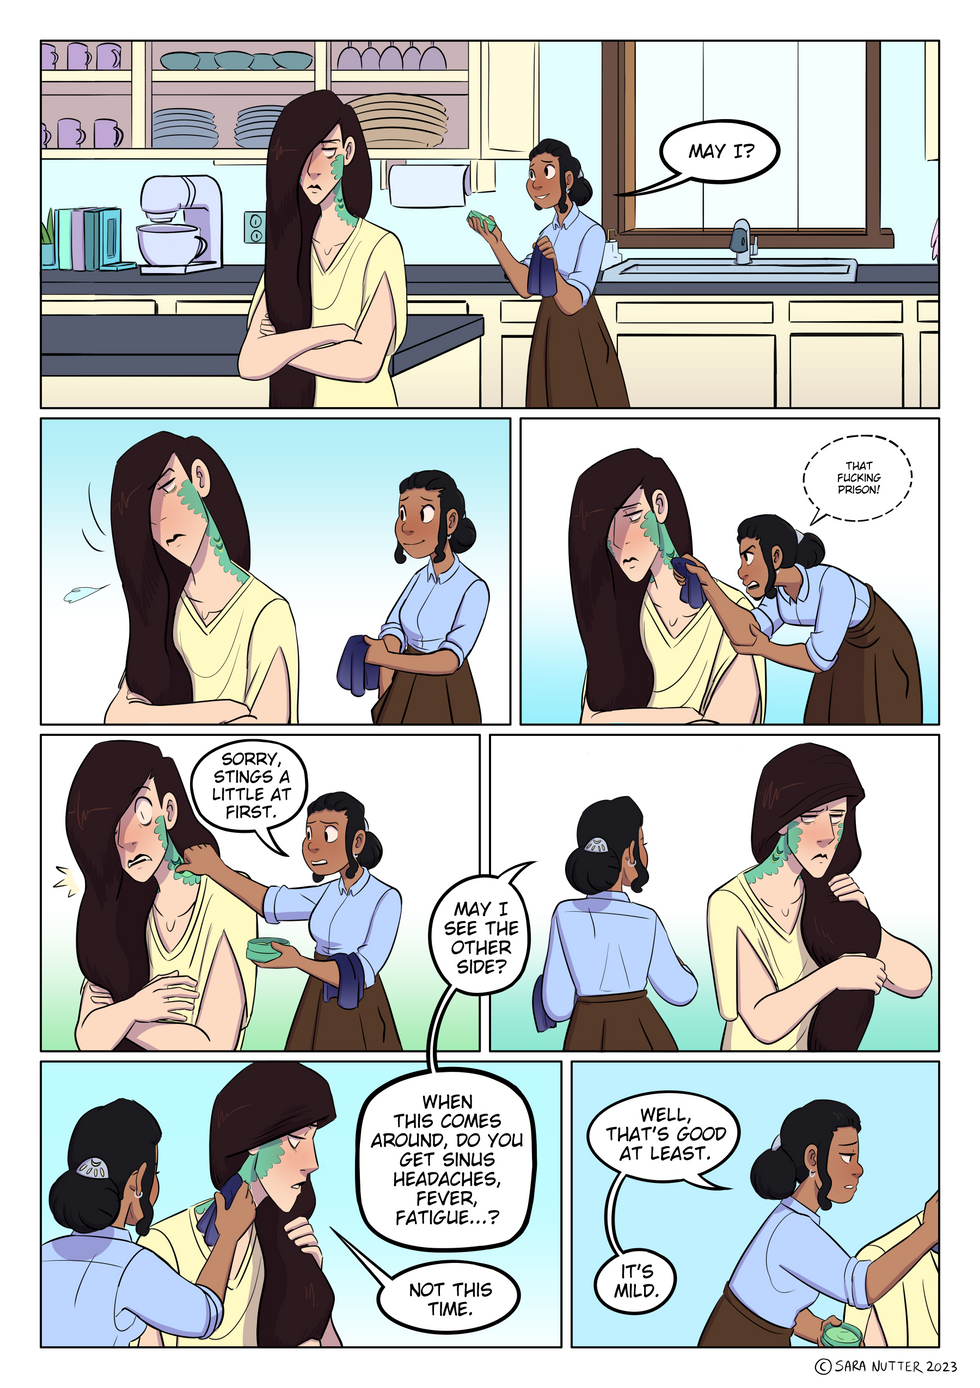 MAY I?
THAT
FUCKING
PRISON!
SORRY,
STINGS A
LITTLE AT
FIRST.
MAY I
SEE THE
OTHER
SIDE?
WHEN
THIS COMES
AROUND, DO YOU
GET SINUS
HEADACHES,
FEVER,
FATIGUE...?
NOT THIS
TIME.
WELL,
THAT'S GOOD
AT LEAST.
IT'S
MILD.
© SARA NUTTER 2023